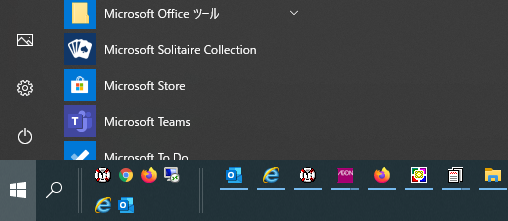 Microsoft Office ツール
Microsoft Solitaire Collection
Microsoft Store
Microsoft Teams
Microsoft To Do
AEON